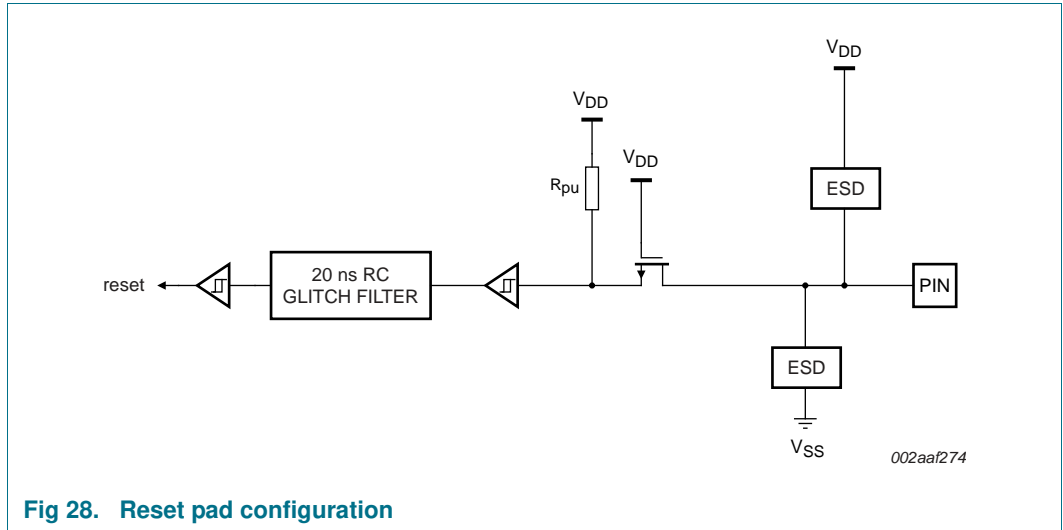 VDD
VDD
VDD
Rpu
ESD
reset
20 ns RC
GLITCH FILTER
PIN
ESD
VSS
002aaf274
Fig 28. Reset pad configuration